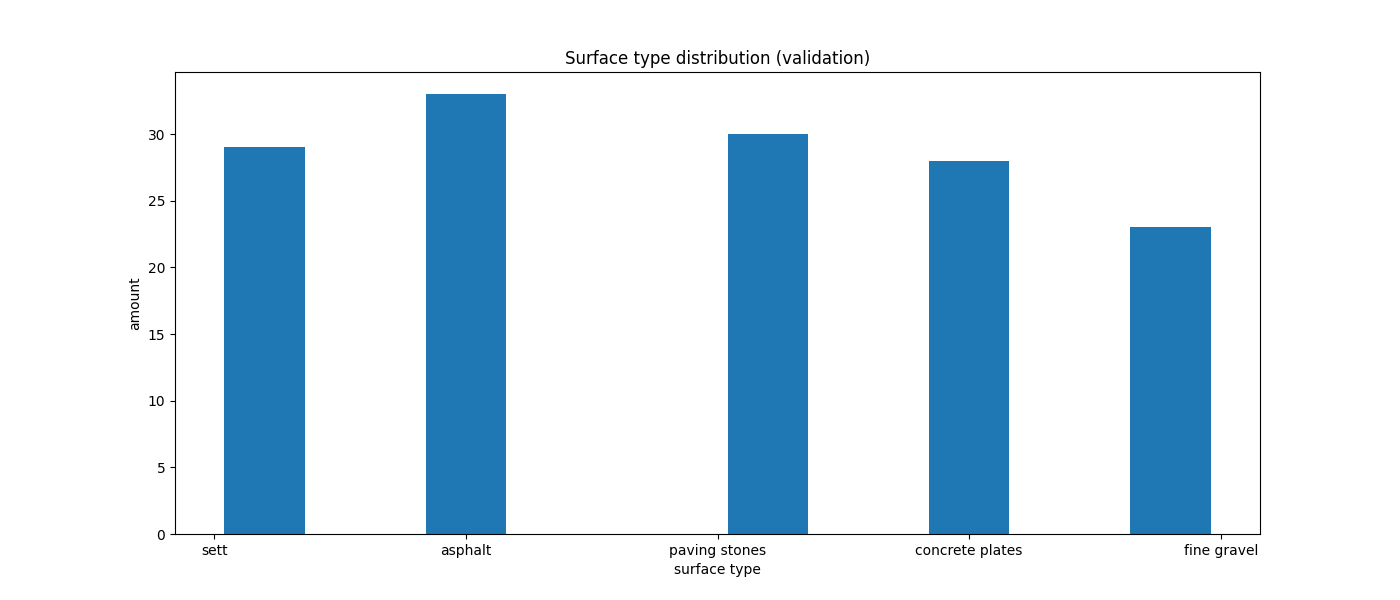 Surface type distribution (validation)
amount
30
25
20
15
10
5
0
sett asphalt paving stones concrete plates fine gravel
surface type